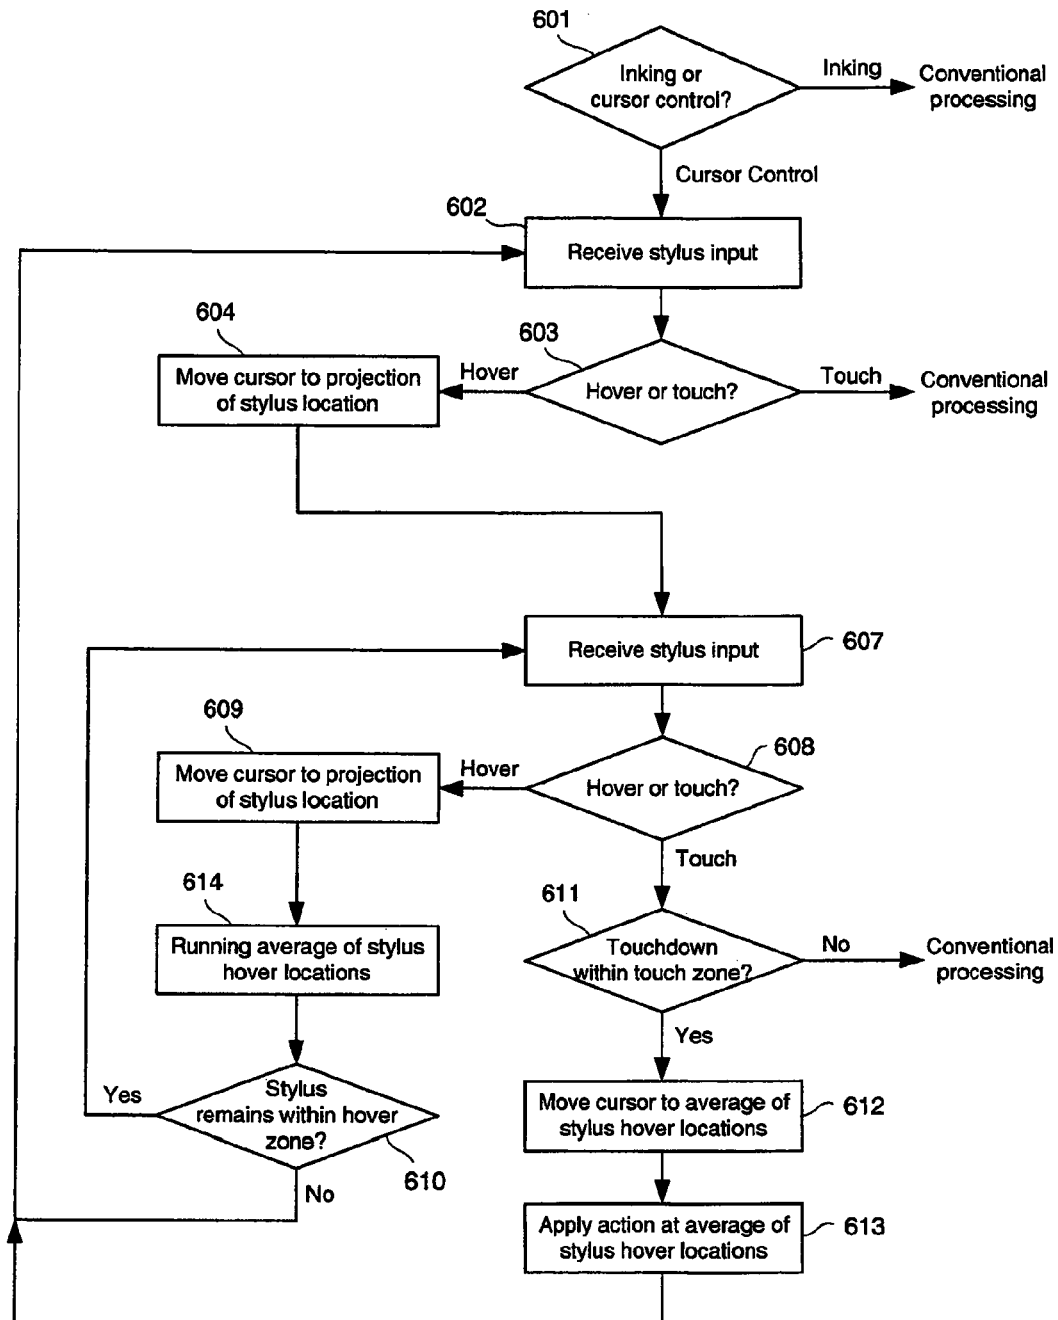 601
Inking or
cursor control?
Inking
Conventional
processing
Cursor Control
602
Receive stylus input
604
Move cursor to projection
of stylus location
Hover
603
Hover or touch?
Touch
Conventional
processing
Receive stylus input
607
609
Move cursor to projection
of stylus location
Hover
608
Hover or touch?
Touch
614
Running average of stylus
hover locations
611
Touchdown
within touch zone?
No
Conventional
processing
Yes
Yes
Stylus
remains within hover
zone?
610
No
Move cursor to average of
stylus hover locations
612
Apply action at average of
stylus hover locations
613